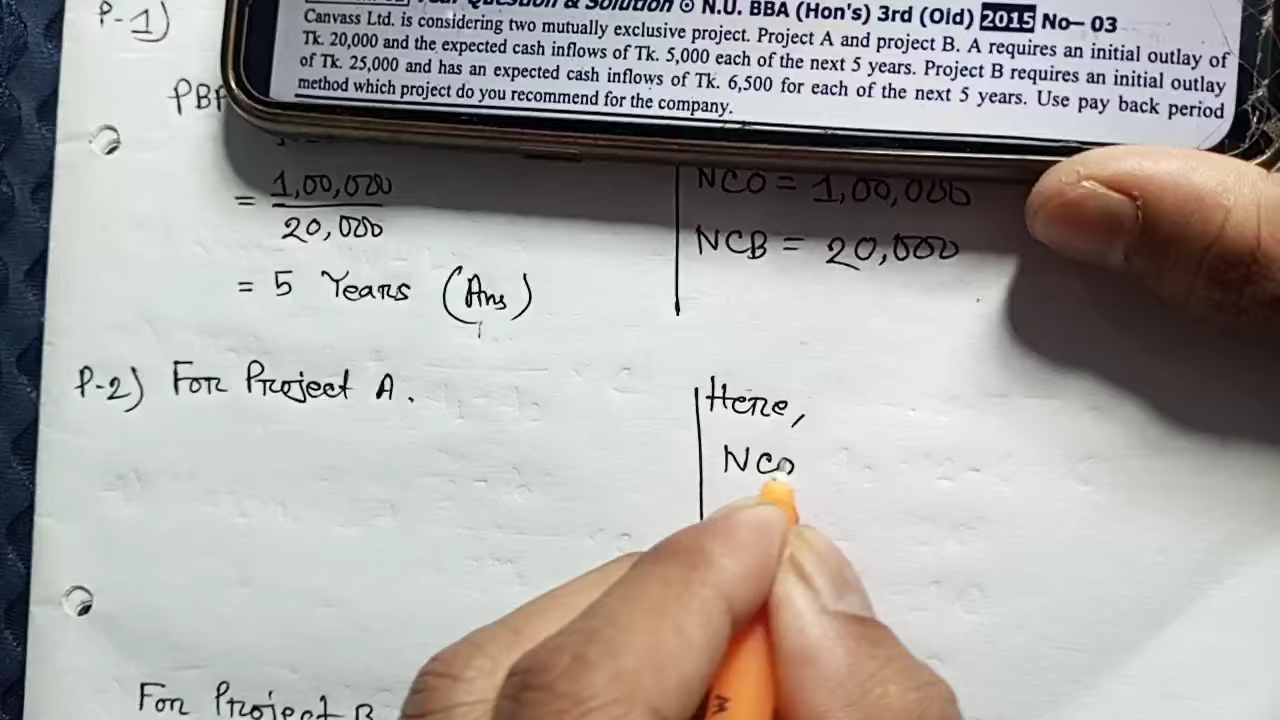 Question & Solution ⊙ N.U. BBA (Hon's) 3rd (Old) 2015 No– 03
Canvass Ltd. is considering two mutually exclusive project. Project A and project B. A requires an initial outlay of
Tk. 20,000 and the expected cash inflows of Tk. 5,000 each of the next 5 years. Project B requires an initial outlay
of Tk. 25,000 and has an expected cash inflows of Tk. 6,500 for each of the next 5 years. Use pay back period
method which project do you recommend for the company.
P-1)
PBP
= 1,00,000
20,000
= 5 Years (Ans)
NCO = 1,00,000
NCB = 20,000
P-2) For Project A.
Here,
NCO
For Project B